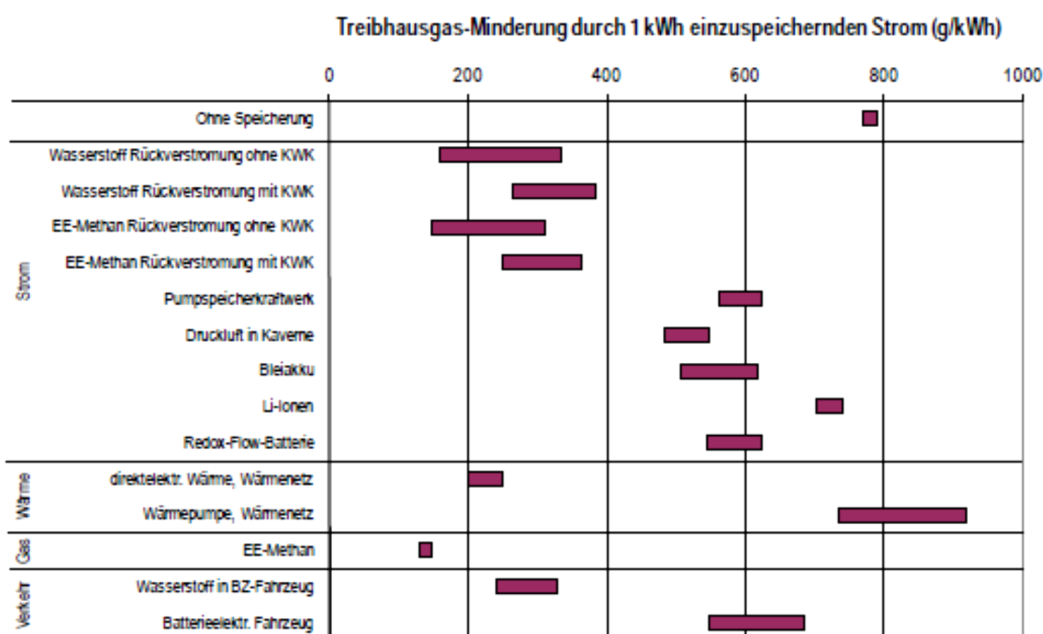 Treibhausgas-Minderung durch 1 kWh einzuspeichernden Strom (g/kWh)
0 200 400 600 800 1000
Ohne Speicherung
Strom
Wasserstoff Rückverstromung ohne KWK
Wasserstoff Rückverstromung mit KWK
EE-Methan Rückverstromung ohne KWK
EE-Methan Rückverstromung mit KWK
Pumpspeicherkraftwerk
Druckluft in Kaverne
Bleiakku
Li-Ionen
Redox-Flow-Batterie
Wärme
direktelektr. Wärme, Wärmenetz
Wärmepumpe, Wärmenetz
Gas
EE-Methan
Verkehr
Wasserstoff in BZ-Fahrzeug
Batterieelektr. Fahrzeug